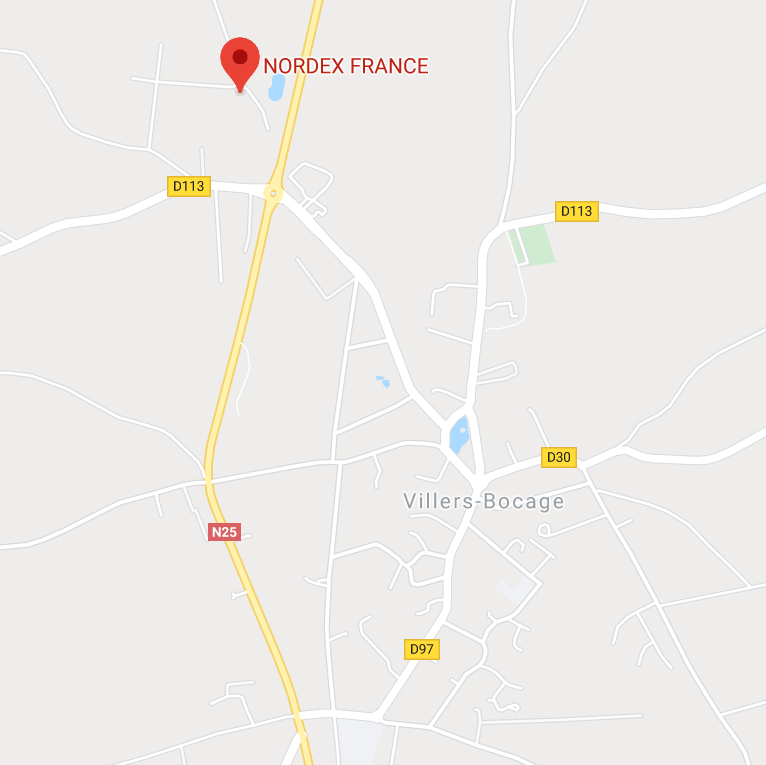 NORDEX FRANCE
D113
D113
D30
Villers-Bocage
N25
D97